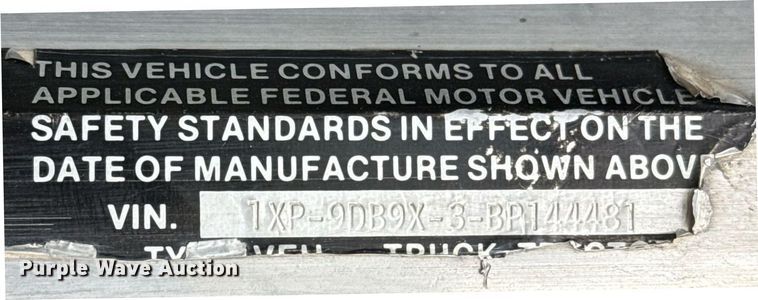 THIS VEHICLE CONFORMS TO ALL
APPLICABLE FEDERAL MOTOR VEHICLE
SAFETY STANDARDS IN EFFECT ON THE
DATE OF MANUFACTURE SHOWN ABOV
VIN. 1XP-9DB9X-3-BP144481
TRUCK
Purple Wave Auction